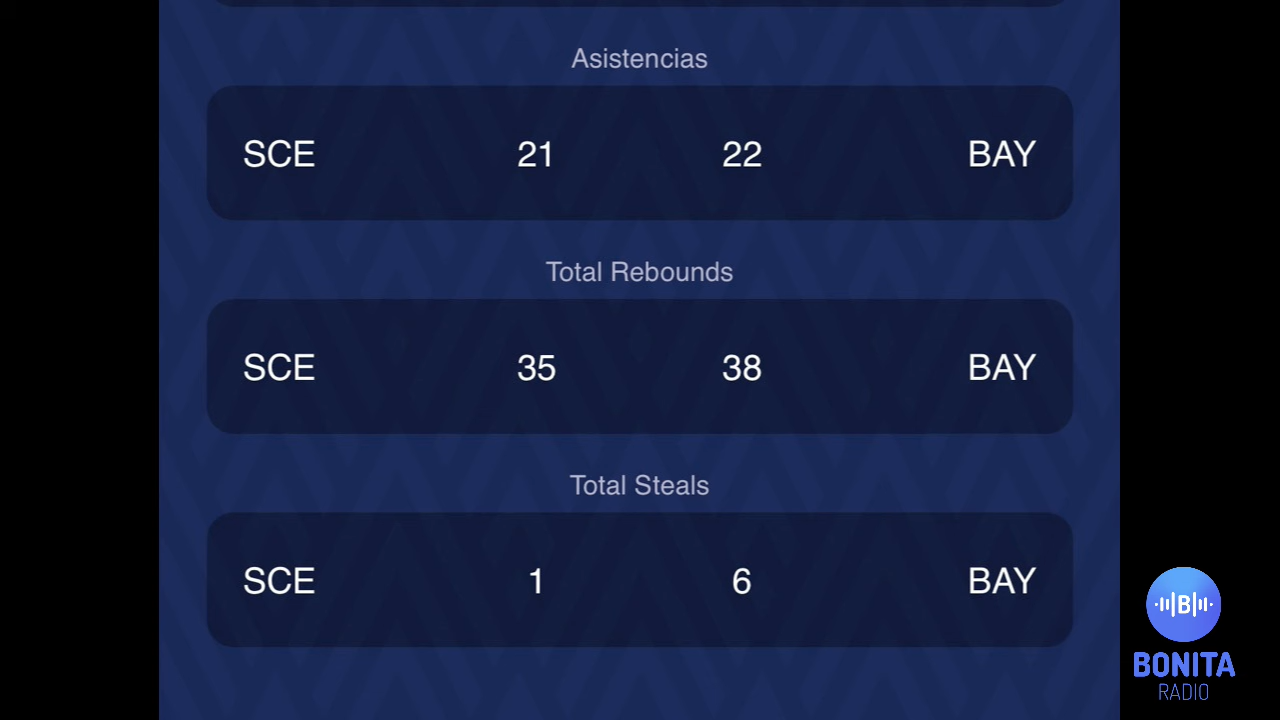 Asistencias
SCE 21 22 BAY
Total Rebounds
SCE 35 38 BAY
Total Steals
SCE 1 6 BAY
B
BONITA
RADIO